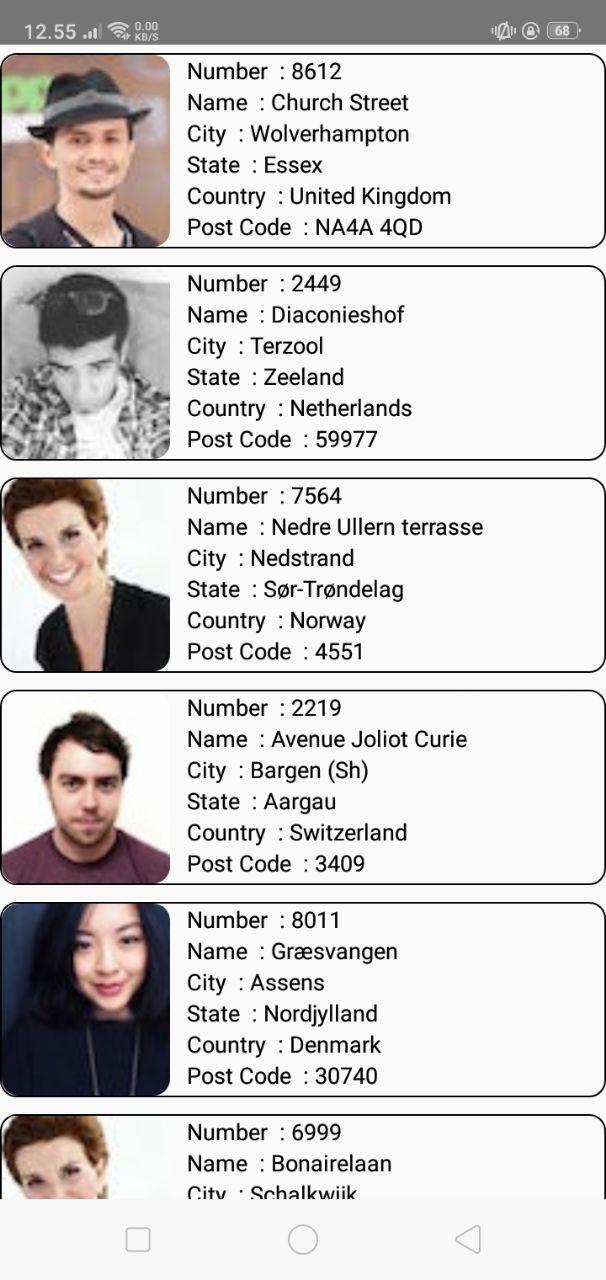 12.55 0.00 KB/S 68
Number : 8612
Name : Church Street
City : Wolverhampton
State : Essex
Country : United Kingdom
Post Code : NA4A 4QD
Number : 2449
Name : Diaconieshof
City : Terzool
State : Zeeland
Country : Netherlands
Post Code : 59977
Number : 7564
Name : Nedre Ullern terrasse
City : Nedstrand
State : Sør-Trøndelag
Country : Norway
Post Code : 4551
Number : 2219
Name : Avenue Joliot Curie
City : Bargen (Sh)
State : Aargau
Country : Switzerland
Post Code : 3409
Number : 8011
Name : Græsvangen
City : Assens
State : Nordjylland
Country : Denmark
Post Code : 30740
Number : 6999
Name : Bonairelaan
City : Schalkwijk